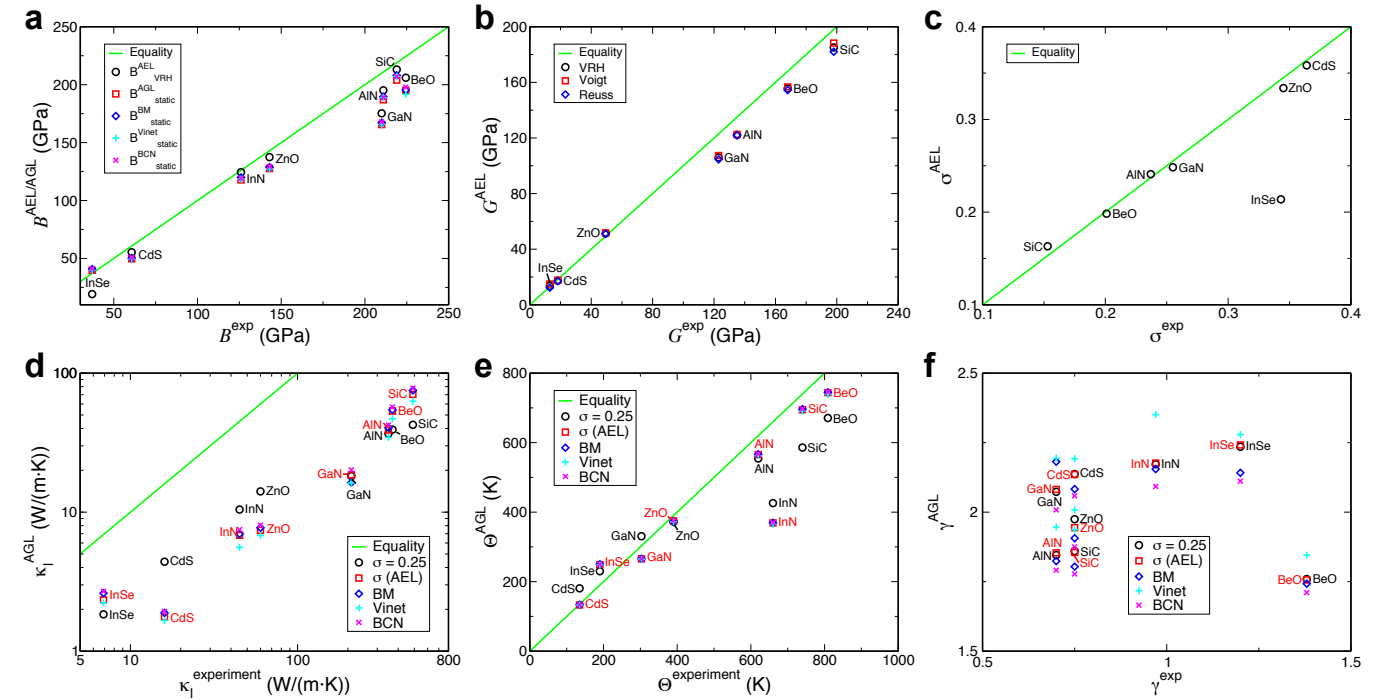 a
250
200
150
100
50
B^AEL/AGL (GPa)
Equality
B^AEL_VRH
B^AGL_static
B^BM_static
B^Vinet_static
B^BCN_static
SiC
BeO
AlN
GaN
ZnO
InN
CdS
InSe
50 100 150 200 250
B^exp (GPa)
b
200
160
120
80
40
0
G^AEL (GPa)
Equality
VRH
Voigt
Reuss
SiC
BeO
AlN
GaN
ZnO
InSe
CdS
0 40 80 120 160 200 240
G^exp (GPa)
c
0.4
0.3
0.2
0.1
σ^AEL
Equality
CdS
ZnO
AlN
GaN
InSe
BeO
SiC
0.1 0.2 0.3 0.4
σ^exp
d
100
10
1
κ_l^AGL (W/(m·K))
SiC
BeO
SiC
AlN
AlN
BeO
GaN
GaN
ZnO
InN
InN
ZnO
CdS
InSe
InSe
CdS
Equality
σ = 0.25
σ (AEL)
BM
Vinet
BCN
5 10 100 800
κ_l^experiment (W/(m·K))
e
800
600
400
200
0
Θ^AGL (K)
Equality
σ = 0.25
σ (AEL)
BM
Vinet
BCN
BeO
SiC
BeO
AlN
AlN
SiC
InN
ZnO
InN
GaN
ZnO
InSe
InSe
GaN
CdS
CdS
0 200 400 600 800 1000
Θ^experiment (K)
f
2.5
2
1.5
γ^AGL
InN
InN
InSe
InSe
CdS
CdS
GaN
GaN
ZnO
ZnO
AlN
AlN
SiC
SiC
BeO
BeO
σ = 0.25
σ (AEL)
BM
Vinet
BCN
0.5 1 1.5
γ^exp